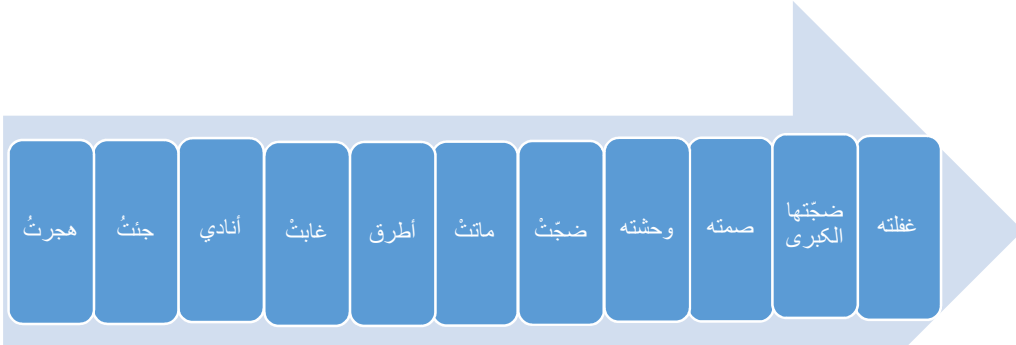 هجرتُ
جئتُ
أنادي
غابتْ
أطرق
ماتتْ
ضجّتْ
وحشته
صمته
ضجّتها
الكبرى
غفلته